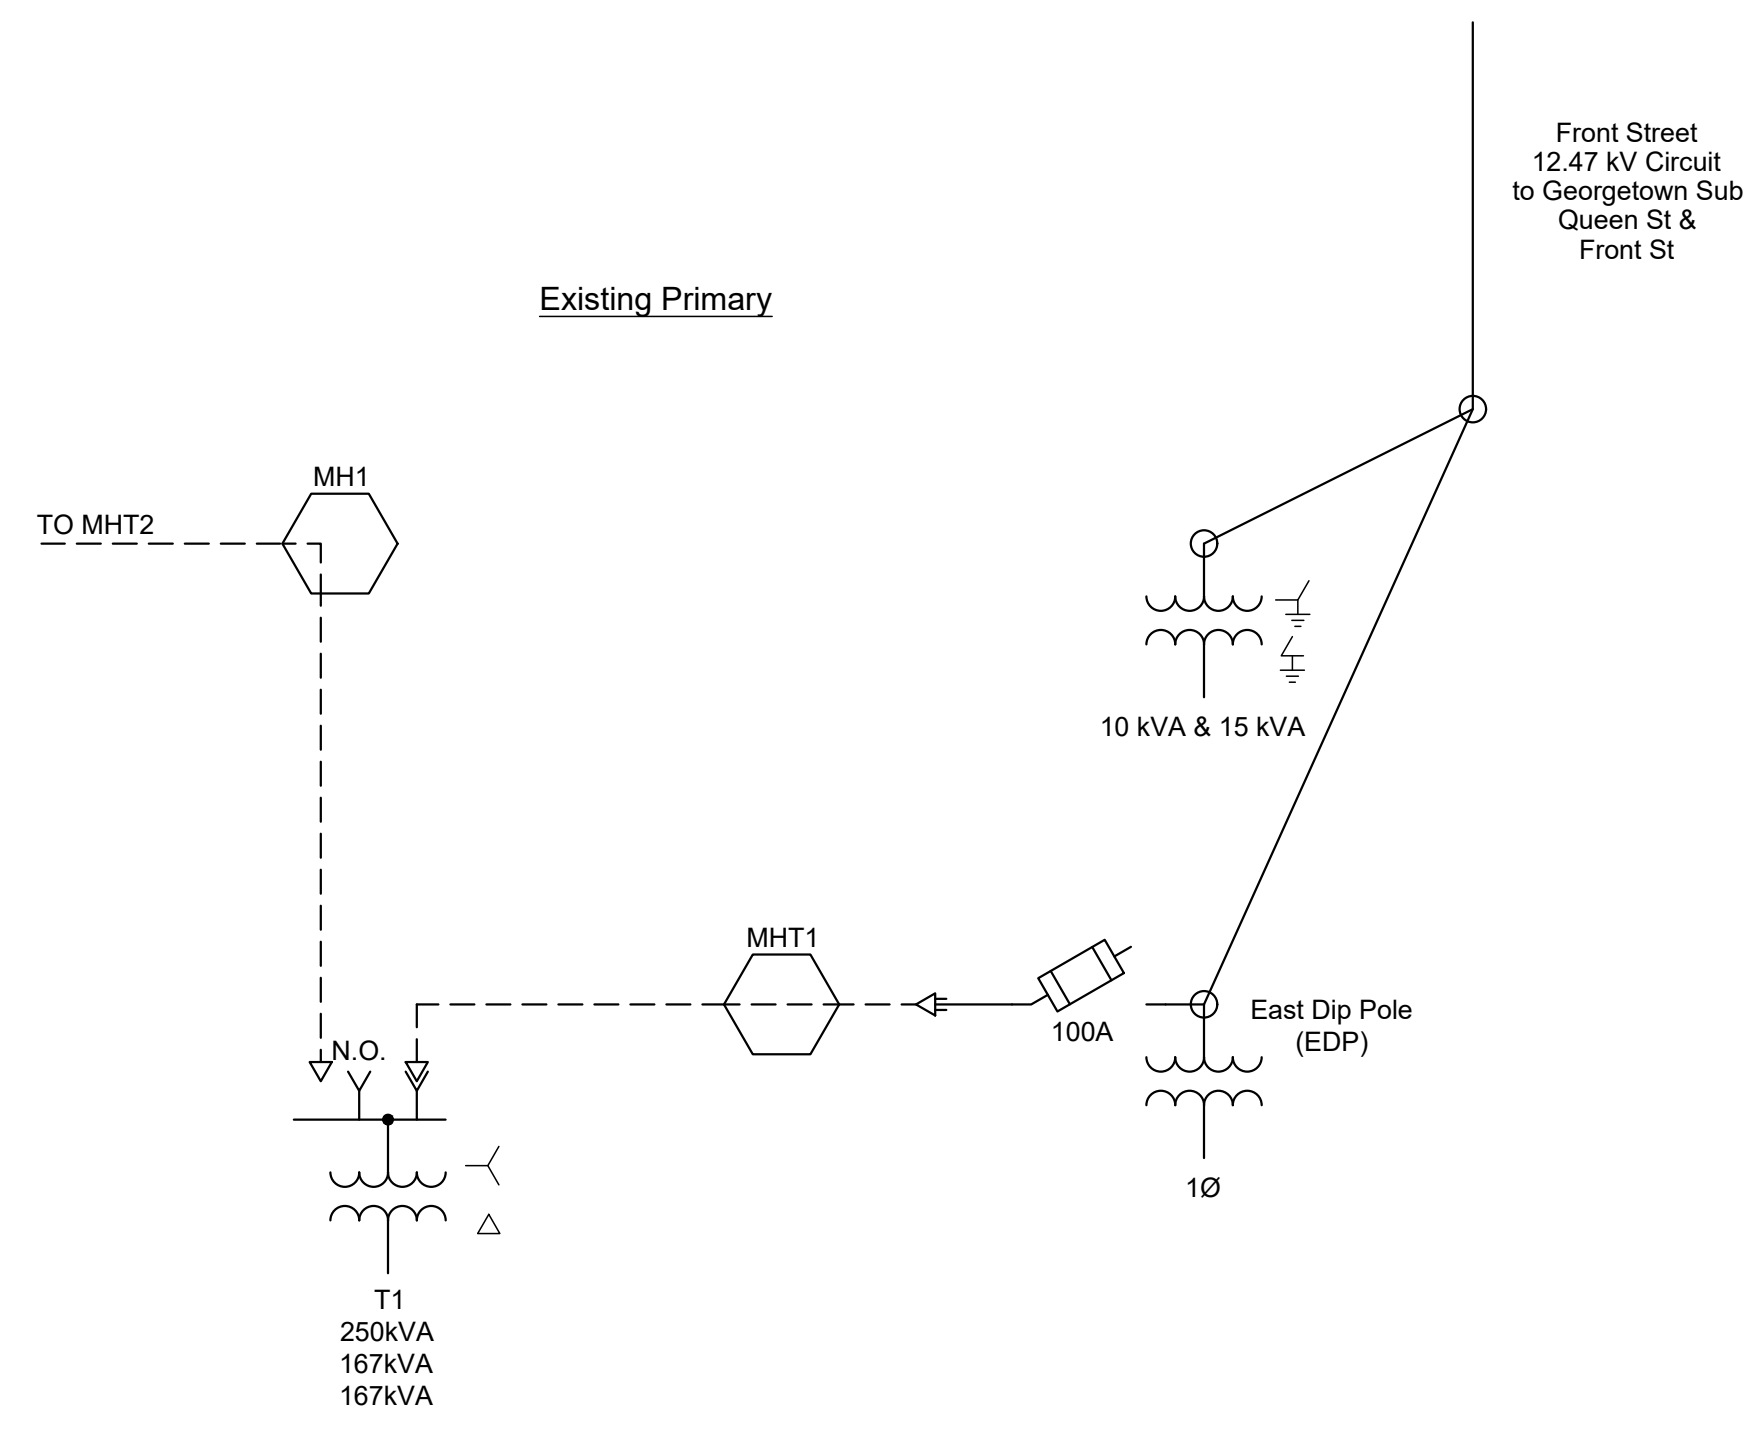 Front Street
12.47 kV Circuit
to Georgetown Sub
Queen St &
Front St
Existing Primary
MH1
TO MHT2
10 kVA & 15 kVA
MHT1
100A
East Dip Pole
(EDP)
N.O.
1Ø
T1
250kVA
167kVA
167kVA